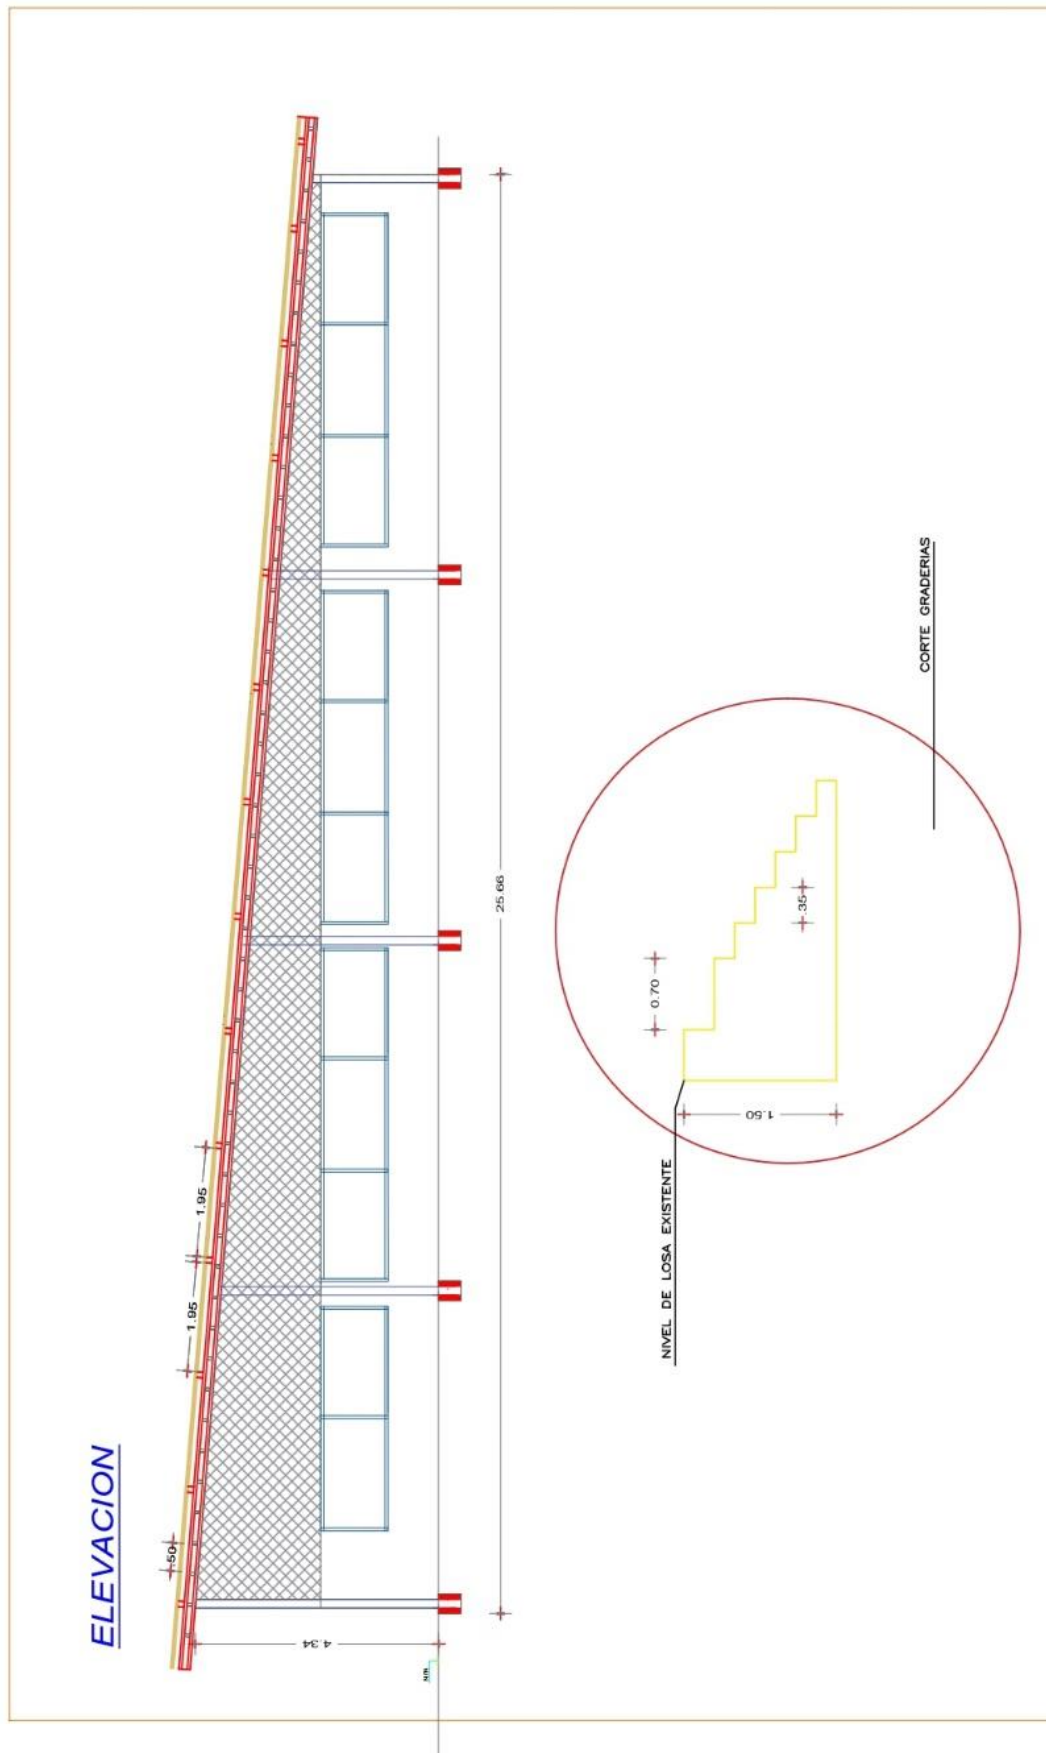 ELEVACION
.50
1.95
1.95
4.34
N±N
25.66
0.70
.35
1.50
NIVEL DE LOSA EXISTENTE
CORTE GRADERIAS